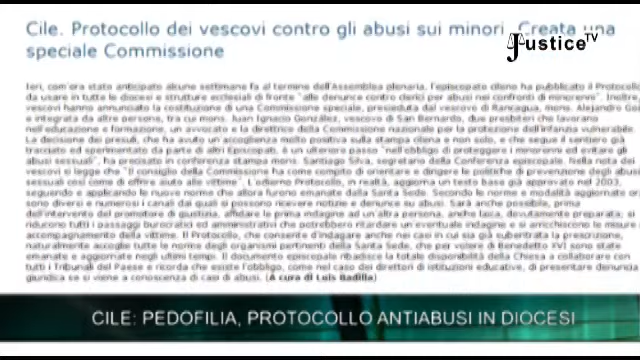 Cile. Protocollo dei vescovi contro gli abusi sui minori. Creata una
speciale Commissione
JusticeTV
Ieri, com'era stato anticipato alcune settimane fa al termine dell'Assemblea plenaria, l'episcopato cileno ha pubblicato il Protocollo
da usare in tutte le diocesi e strutture ecclesiali di fronte "alle denunce contro clerici per abusi nei confronti di minorenni". Inoltre,
vescovi hanno annunciato la costituzione di una Commissione speciale, presieduta dal vescovo di Rancagua, mons. Alejandro Goi
e integrata da altre persone, tra cui mons. Juan Ignacio González, vescovo di San Bernardo, due presbiteri che lavorano
nell'educazione e formazione, un avvocato e la direttrice della Commissione nazionale per la protezione dell'infanzia vulnerabile.
La decisione dei presuli, che ha avuto un'accoglienza molto positiva sulla stampa cilena e non solo, e che segue il sentiero già
tracciato ed sperimentato da parte di altri Episcopati, è un ulteriore passo "nell'obbligo di proteggere i minorenni ed evitare gli
abusi sessuali", ha precisato in conferenza stampa mons. Santiago Silva, segretario della Conferenza episcopale. Nella nota dei
vescovi si legge che "Il consiglio della Commissione ha come compito di orientare e dirigere le politiche di prevenzione degli abusi
sessuali così come di offrire aiuto alle vittime". L'odierno Protocollo, in realtà, aggiorna un testo base già approvato nel 2003,
seguendo e applicando le nuove norme che allora furono emanate dalla Santa Sede. Secondo le norme e modalità aggiornate ora
sono diversi e numerosi i canali dai quali si possono ricevere notizie e denunce su abusi. Sarà anche possibile, prima
dell'intervento del promotore di giustizia, affidare le prima indagine ad un'altra persona, anche laica, dovutamente preparata; si
riducono tutti i passaggi burocratici od amministrativi che potrebbero ritardare un eventuale indagine e si arricchiscono le misure di
accompagnamento della vittime. Il Protocollo, che consente d'indagare anche nei casi in cui sia già subentrata la prescrizione,
naturalmente accoglie tutte le norme degli organismi pertinenti della Santa Sede, che per volere di Benedetto XVI sono state
emanate e aggiornate negli ultimi tempi. Il documento episcopale ribadisce la totale disponibilità della Chiesa a collaborare con
tutti i Tribunali del Paese e ricorda che esiste l'obbligo, come nel caso dei direttori di istituzioni educative, di presentare denuncia
giudiziaria se si viene a conoscenza di casi di abusi. (A cura di Luis Badilla)
CILE: PEDOFILIA, PROTOCOLLO ANTIABUSI IN DIOCESI